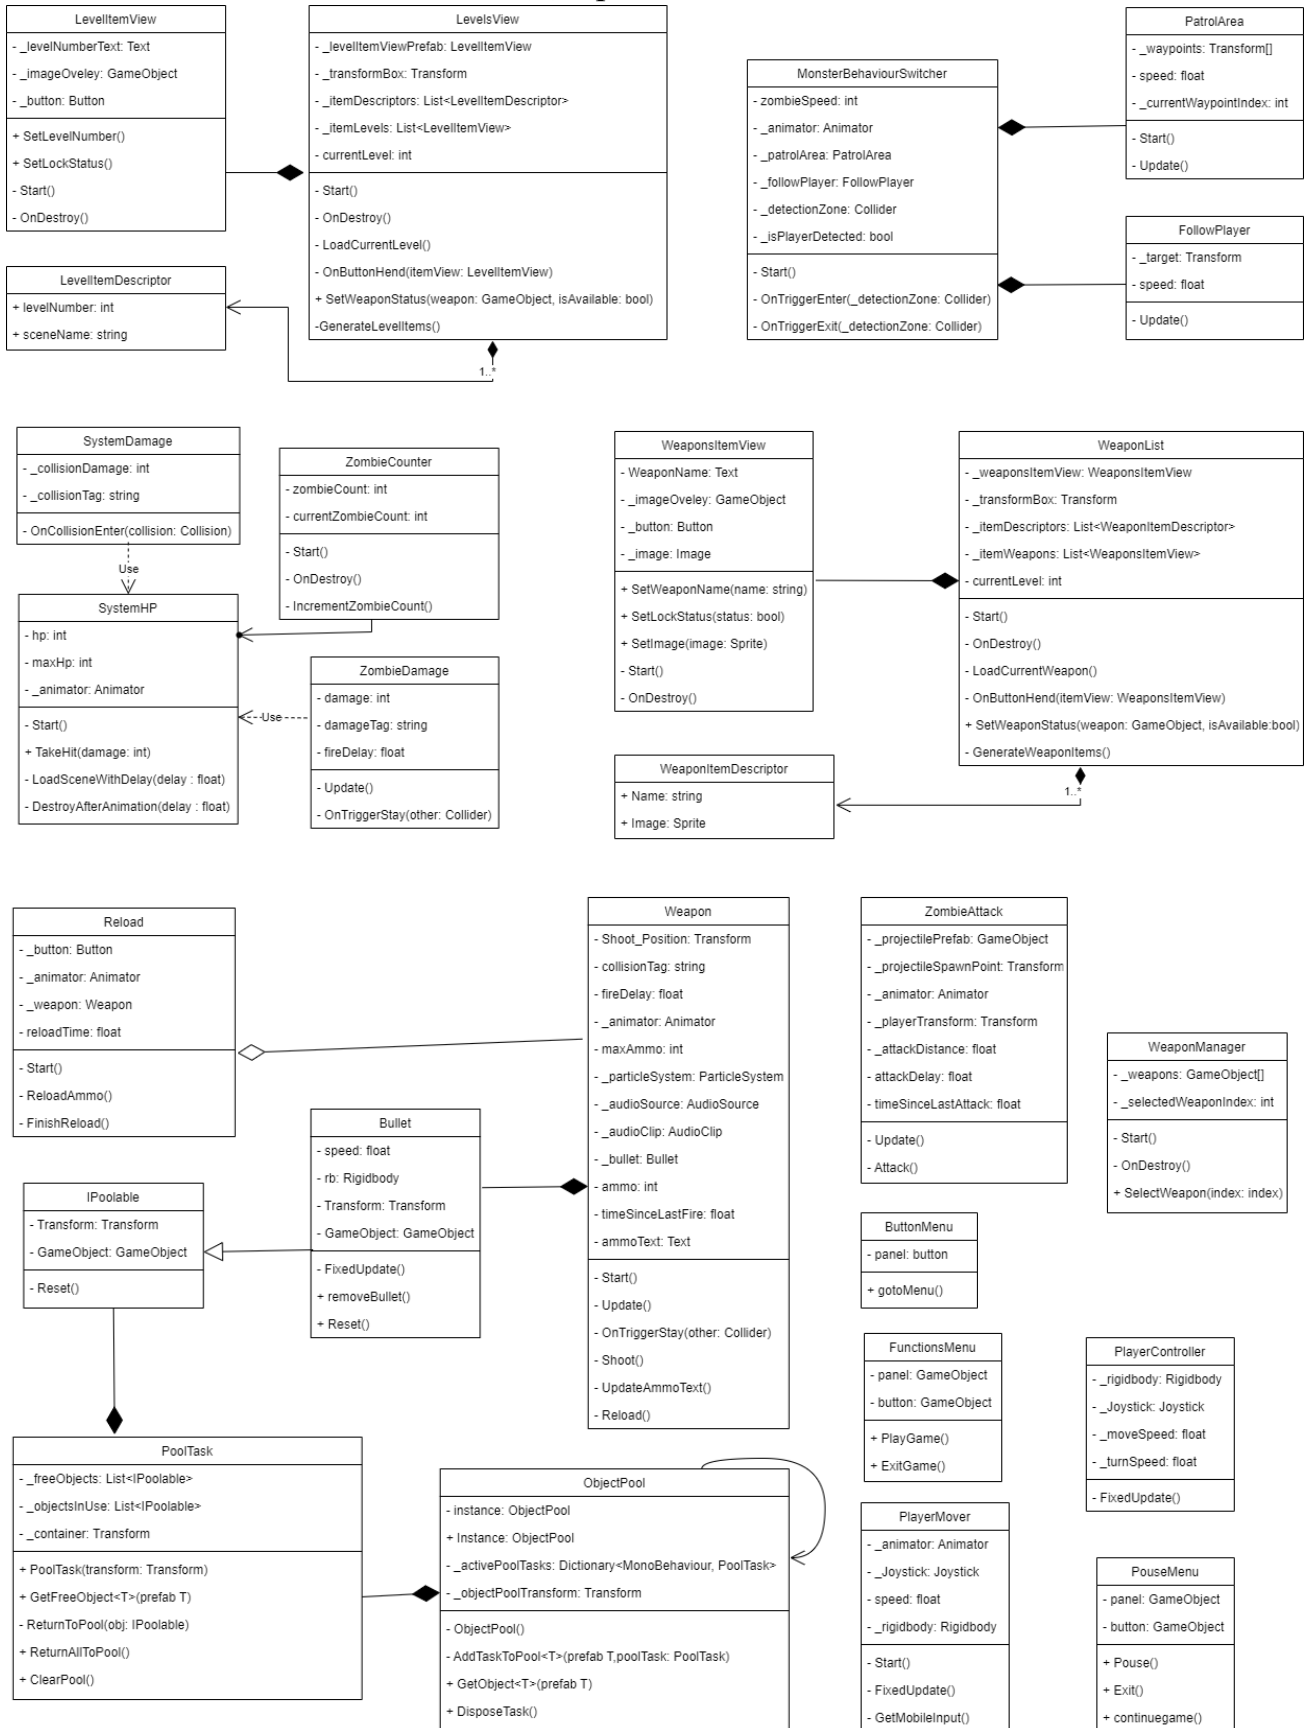 LevelItemView
- _levelNumberText: Text
- _imageOveley: GameObject
- _button: Button
+ SetLevelNumber()
+ SetLockStatus()
- Start()
- OnDestroy()
LevelsView
- _levelItemViewPrefab: LevelItemView
- _transformBox: Transform
- _itemDescriptors: List<LevelItemDescriptor>
- _itemLevels: List<LevelItemView>
- currentLevel: int
- Start()
- OnDestroy()
- LoadCurrentLevel()
- OnButtonHend(itemView: LevelItemView)
+ SetWeaponStatus(weapon: GameObject, isAvailable: bool)
-GenerateLevelItems()
1..*
LevelItemDescriptor
+ levelNumber: int
+ sceneName: string
MonsterBehaviourSwitcher
- zombieSpeed: int
- _animator: Animator
- _patrolArea: PatrolArea
- _followPlayer: FollowPlayer
- _detectionZone: Collider
- _isPlayerDetected: bool
- Start()
- OnTriggerEnter(_detectionZone: Collider)
- OnTriggerExit(_detectionZone: Collider)
PatrolArea
- _waypoints: Transform[]
- speed: float
- _currentWaypointIndex: int
- Start()
- Update()
FollowPlayer
- _target: Transform
- speed: float
- Update()
SystemDamage
- _collisionDamage: int
- _collisionTag: string
- OnCollisionEnter(collision: Collision)
Use
ZombieCounter
- zombieCount: int
- currentZombieCount: int
- Start()
- OnDestroy()
- IncrementZombieCount()
SystemHP
- hp: int
- maxHp: int
- _animator: Animator
- Start()
+ TakeHit(damage: int)
- LoadSceneWithDelay(delay : float)
- DestroyAfterAnimation(delay : float)
Use
ZombieDamage
- damage: int
- damageTag: string
- fireDelay: float
- Update()
- OnTriggerStay(other: Collider)
WeaponsItemView
- WeaponName: Text
- _imageOveley: GameObject
- _button: Button
- _image: Image
+ SetWeaponName(name: string)
+ SetLockStatus(status: bool)
+ SetImage(image: Sprite)
- Start()
- OnDestroy()
WeaponList
- _weaponsItemView: WeaponsItemView
- _transformBox: Transform
- _itemDescriptors: List<WeaponItemDescriptor>
- _itemWeapons: List<WeaponsItemView>
- currentLevel: int
- Start()
- OnDestroy()
- LoadCurrentWeapon()
- OnButtonHend(itemView: WeaponsItemView)
+ SetWeaponStatus(weapon: GameObject, isAvailable:bool)
- GenerateWeaponItems()
1..*
WeaponItemDescriptor
+ Name: string
+ Image: Sprite
Reload
- _button: Button
- _animator: Animator
- _weapon: Weapon
- reloadTime: float
- Start()
- ReloadAmmo()
- FinishReload()
Weapon
- Shoot_Position: Transform
- collisionTag: string
- fireDelay: float
- _animator: Animator
- maxAmmo: int
- _particleSystem: ParticleSystem
- _audioSource: AudioSource
- _audioClip: AudioClip
- _bullet: Bullet
- ammo: int
- timeSinceLastFire: float
- ammoText: Text
- Start()
- Update()
- OnTriggerStay(other: Collider)
- Shoot()
- UpdateAmmoText()
- Reload()
ZombieAttack
- _projectilePrefab: GameObject
- _projectileSpawnPoint: Transform
- _animator: Animator
- _playerTransform: Transform
- _attackDistance: float
- attackDelay: float
- timeSinceLastAttack: float
- Update()
- Attack()
WeaponManager
- _weapons: GameObject[]
- _selectedWeaponIndex: int
- Start()
- OnDestroy()
+ SelectWeapon(index: index)
Bullet
- speed: float
- rb: Rigidbody
- Transform: Transform
- GameObject: GameObject
- FixedUpdate()
+ removeBullet()
+ Reset()
IPoolable
- Transform: Transform
- GameObject: GameObject
- Reset()
ButtonMenu
- panel: button
+ gotoMenu()
FunctionsMenu
- panel: GameObject
- button: GameObject
+ PlayGame()
+ ExitGame()
PlayerController
- _rigidbody: Rigidbody
- _Joystick: Joystick
- _moveSpeed: float
- _turnSpeed: float
- FixedUpdate()
PoolTask
- _freeObjects: List<IPoolable>
- _objectsInUse: List<IPoolable>
- _container: Transform
+ PoolTask(transform: Transform)
+ GetFreeObject<T>(prefab T)
- ReturnToPool(obj: IPoolable)
+ ReturnAllToPool()
+ ClearPool()
ObjectPool
- instance: ObjectPool
+ Instance: ObjectPool
- _activePoolTasks: Dictionary<MonoBehaviour, PoolTask>
- _objectPoolTransform: Transform
- ObjectPool()
- AddTaskToPool<T>(prefab T,poolTask: PoolTask)
+ GetObject<T>(prefab T)
+ DisposeTask()
PlayerMover
- _animator: Animator
- _Joystick: Joystick
- speed: float
- _rigidbody: Rigidbody
- Start()
- FixedUpdate()
- GetMobileInput()
PouseMenu
- panel: GameObject
- button: GameObject
+ Pouse()
+ Exit()
+ continuegame()